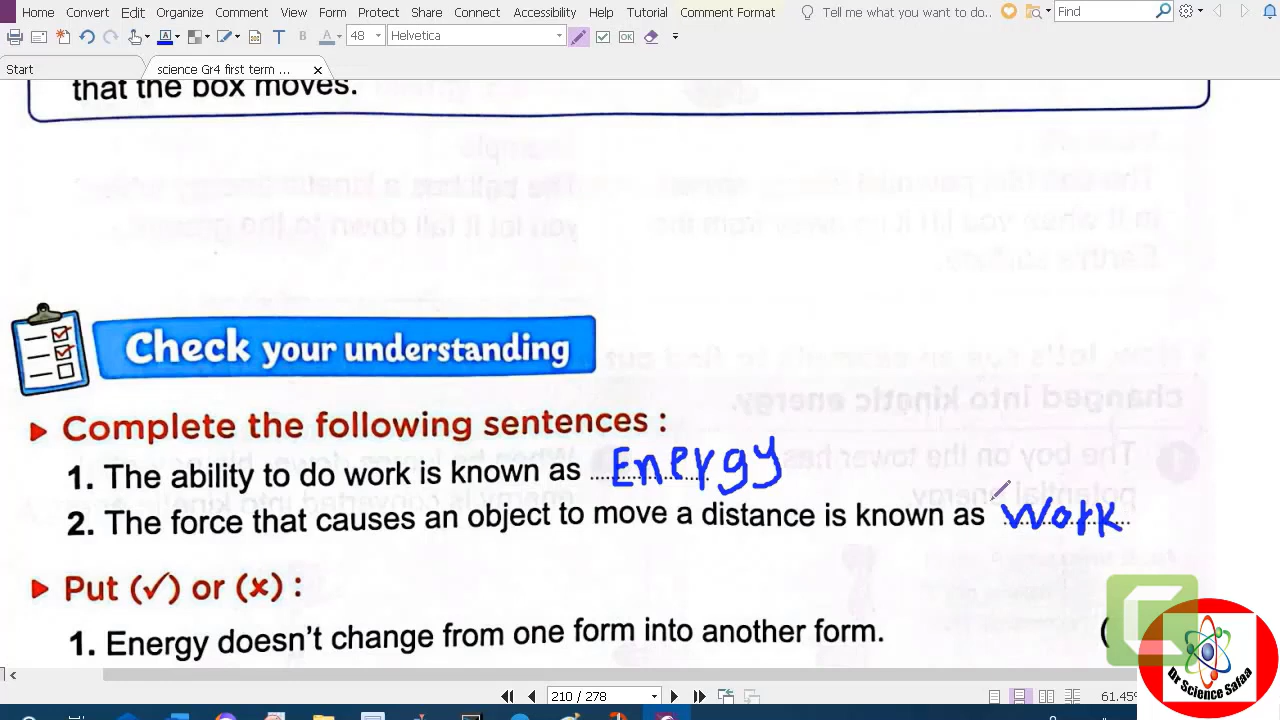 Home Convert Edit Organize Comment View Form Protect Share Connect Accessibility Help Tutorial Comment Format Tell me what you want to do.. Find
48 Helvetica
Start science Gr4 first term ...
that the box moves.
Check your understanding
Complete the following sentences :
1. The ability to do work is known as Energy
2. The force that causes an object to move a distance is known as Work
Put (✓) or (×) :
1. Energy doesn't change from one form into another form. (
210 / 278 61.45%
Dr Science Safaa